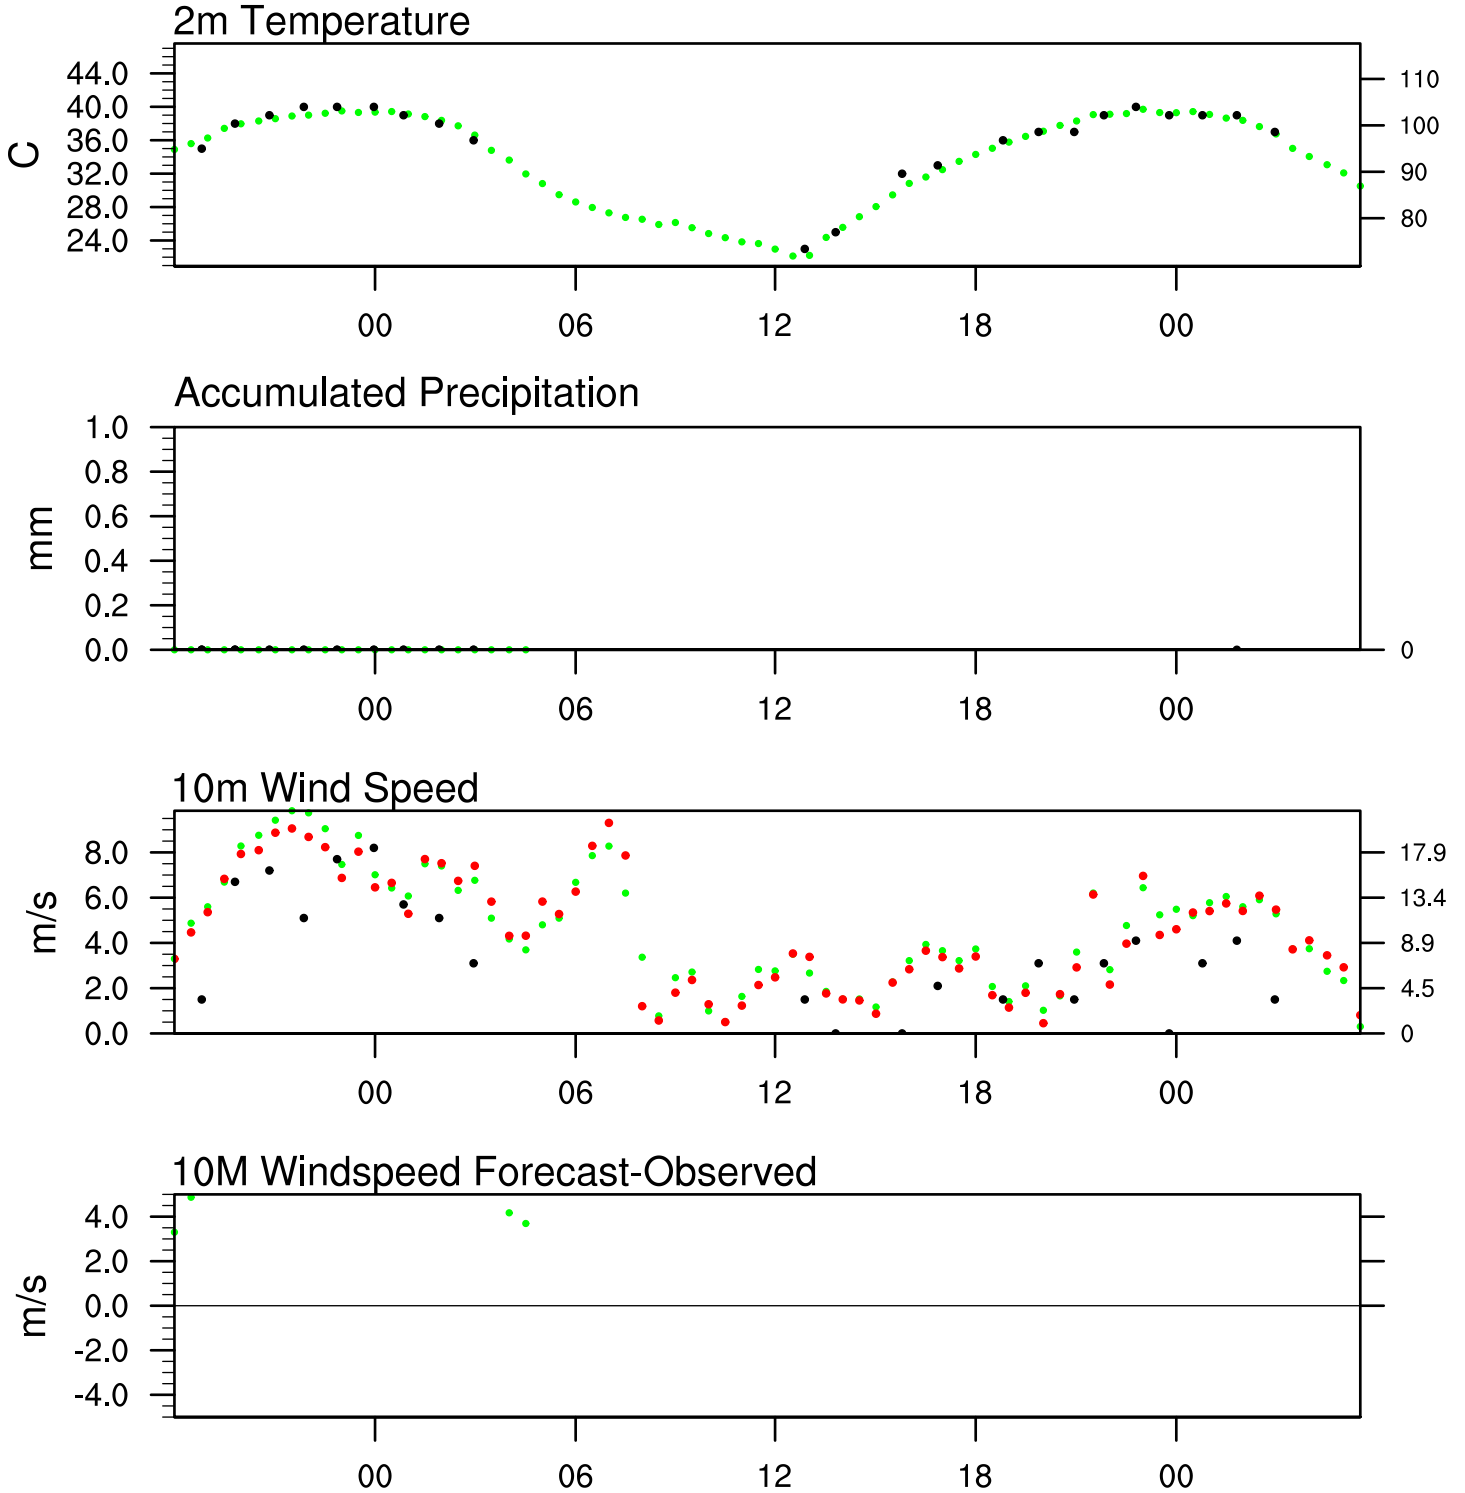 2m Temperature
44.0
40.0
36.0
32.0
28.0
24.0
C
110
100
90
80
00 06 12 18 00
Accumulated Precipitation
1.0
0.8
0.6
0.4
0.2
0.0
mm
0
00 06 12 18 00
10m Wind Speed
8.0
6.0
4.0
2.0
0.0
m/s
17.9
13.4
8.9
4.5
0
00 06 12 18 00
10M Windspeed Forecast-Observed
4.0
2.0
0.0
-2.0
-4.0
m/s
00 06 12 18 00